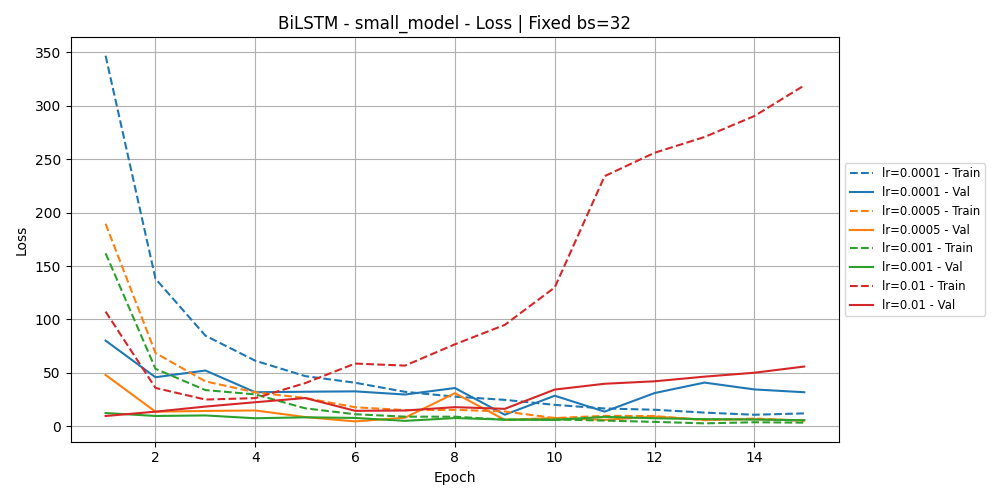 BiLSTM - small_model - Loss | Fixed bs=32
Loss
350
300
250
200
150
100
50
0
2
4
6
8
10
12
14
Epoch
lr=0.0001 - Train
lr=0.0001 - Val
lr=0.0005 - Train
lr=0.0005 - Val
lr=0.001 - Train
lr=0.001 - Val
lr=0.01 - Train
lr=0.01 - Val